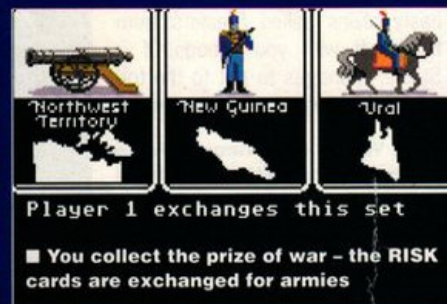 Northwest Territory
New Guinea
Ural
Player 1 exchanges this set
■ You collect the prize of war – the RISK
cards are exchanged for armies